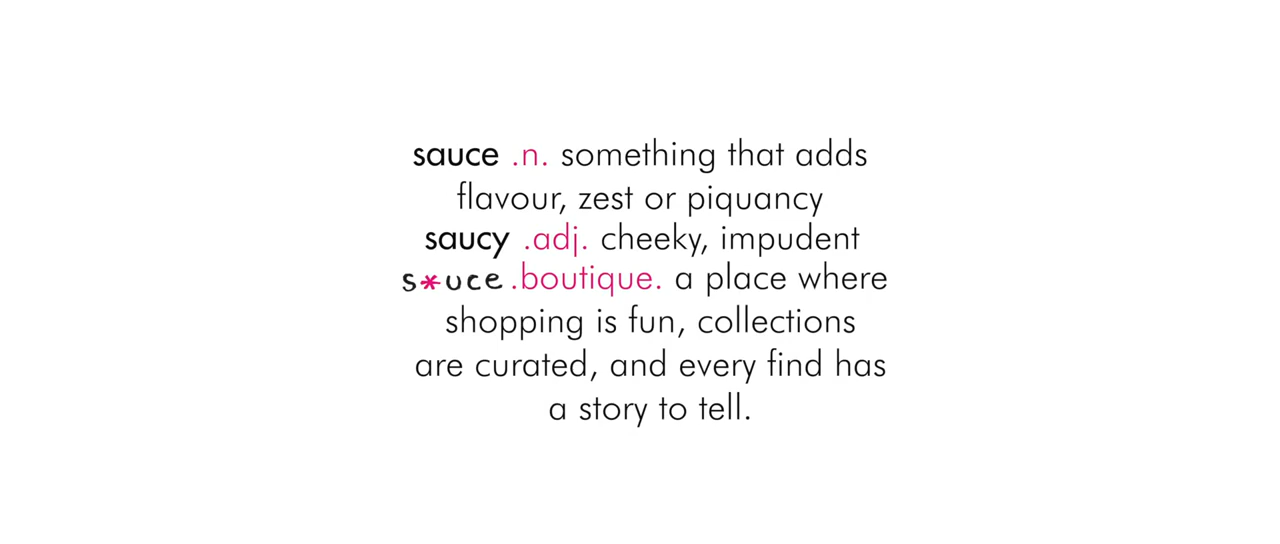 sauce .n. something that adds
flavour, zest or piquancy
saucy .adj. cheeky, impudent
s*uce .boutique. a place where
shopping is fun, collections
are curated, and every find has
a story to tell.